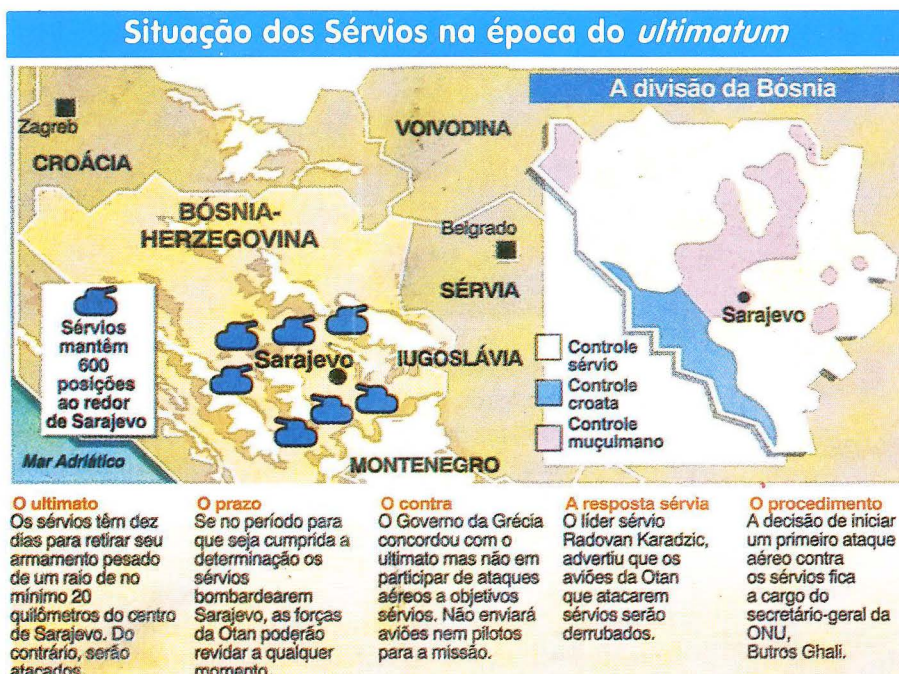 Situação dos Sérvios na época do ultimatum
Zagreb
CROÁCIA
VOIVODINA
BÓSNIA-
HERZEGOVINA
Belgrado
SÉRVIA
Sérvios
mantêm
600
posições
ao redor
de Sarajevo
Sarajevo
IUGOSLÁVIA
Mar Adriático
MONTENEGRO
A divisão da Bósnia
Sarajevo
Controle
sérvio
Controle
croata
Controle
muçulmano
O ultimato
Os sérvios têm dez
dias para retirar seu
armamento pesado
de um raio de no
mínimo 20
quilômetros do centro
de Sarajevo. Do
contrário, serão
atacados.
O prazo
Se no período para
que seja cumprida a
determinação os
sérvios
bombardearem
Sarajevo, as forças
da Otan poderão
revidar a qualquer
momento.
O contra
O Governo da Grécia
concordou com o
ultimato mas não em
participar de ataques
aéreos a objetivos
sérvios. Não enviará
aviões nem pilotos
para a missão.
A resposta sérvia
O líder sérvio
Radovan Karadzic,
advertiu que os
aviões da Otan
que atacarem
sérvios serão
derrubados.
O procedimento
A decisão de iniciar
um primeiro ataque
aéreo contra
os sérvios fica
a cargo do
secretário-geral da
ONU,
Butros Ghali.